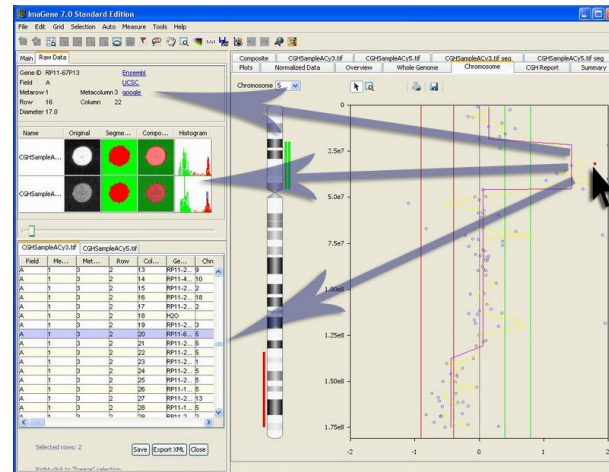 ImaGene 7.0 Standard Edition
File Edit Grid Selection Auto Measure Tools Help
Main Raw Data
Gene ID RP11-67P13 Ensembl
Field A UCSC
Metarow 1 Metacolumn 3 google
Row 16 Column 22
Diameter 17.0
Name Original Segme... Compo... Histogram
CGHSampleA...
CGHSampleA...
CGHSampleACy3.tif CGHSampleACy5.tif
Field Me... Met... Row Col... Ge... Chr
A 1 3 2 13 RP11-2... 9
A 1 3 2 14 RP11-4... 10
A 1 3 2 15 RP11-2... 2
A 1 3 2 16 RP11-2... 18
A 1 3 2 17 RP11-2... 2
A 1 3 2 18 H2O
A 1 3 2 19 RP11-2... 3
A 1 3 2 20 RP11-6... 5
A 1 3 2 21 RP11-2... 5
A 1 3 2 22 RP11-2... 5
A 1 3 2 23 RP11-2... 1
A 1 3 2 24 RP11-2... 5
A 1 3 2 25 RP11-2... 5
A 1 3 2 26 RP11-1... 5
A 1 3 2 27 RP11-2... 13
A 1 3 2 28 RP11-1... 5
Selected rows: 2 Save Export XML Close
Right-click to "freeze" selection
Composite CGHSampleACy3.tif CGHSampleACy5.tif CGHSampleACy3.tif seg CGHSampleACy5.tif seg
Plots Normalized Data Overview Whole Genome Chromosome CGH Report Summary
Chromosome 5
0
2.5e7
5.0e7
7.5e7
1.00e8
1.25e8
1.50e8
1.75e8
-2 -1 0 1 2